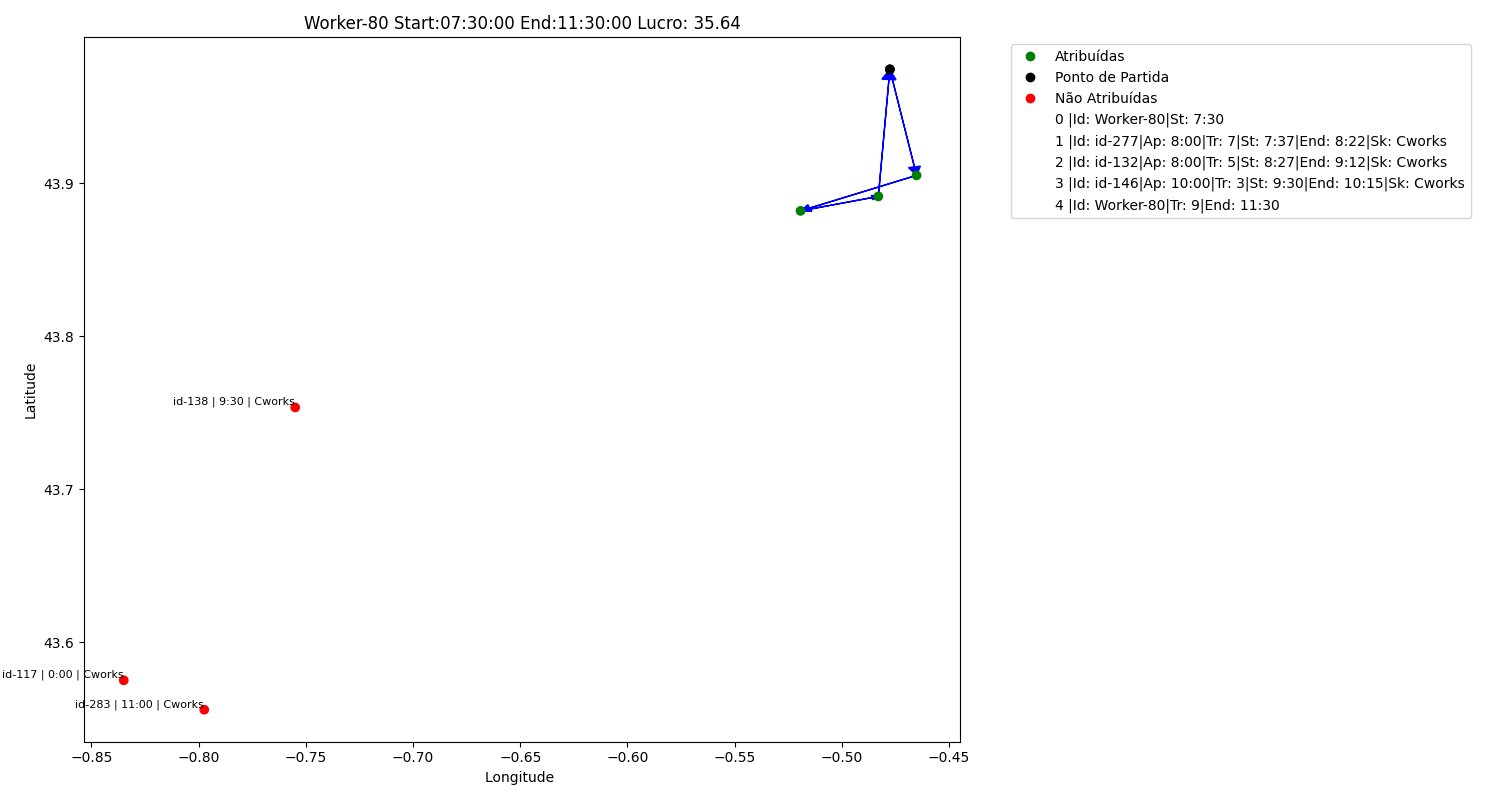 Worker-80 Start:07:30:00 End:11:30:00 Lucro: 35.64
Atribuídas
Ponto de Partida
Não Atribuídas
0 |Id: Worker-80|St: 7:30
1 |Id: id-277|Ap: 8:00|Tr: 7|St: 7:37|End: 8:22|Sk: Cworks
2 |Id: id-132|Ap: 8:00|Tr: 5|St: 8:27|End: 9:12|Sk: Cworks
3 |Id: id-146|Ap: 10:00|Tr: 3|St: 9:30|End: 10:15|Sk: Cworks
4 |Id: Worker-80|Tr: 9|End: 11:30
43.9
43.8
43.7
43.6
Latitude
id-138 | 9:30 | Cworks
id-117 | 0:00 | Cworks
id-283 | 11:00 | Cworks
−0.85 −0.80 −0.75 −0.70 −0.65 −0.60 −0.55 −0.50 −0.45
Longitude